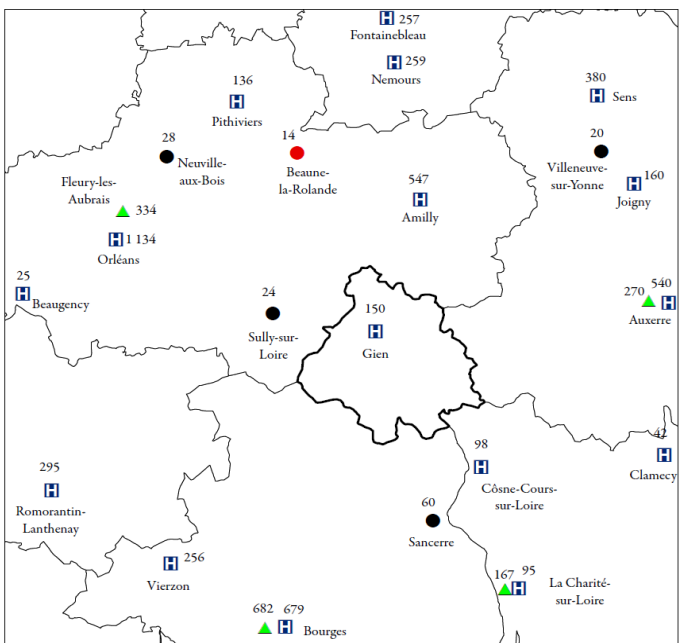 H 257
Fontainebleau
H 259
Nemours
136
H
Pithiviers
380
H Sens
28
Neuville-
aux-Bois
14
Beaune-
la-Rolande
20
Villeneuve-
sur-Yonne
H 160
Joigny
547
H
Amilly
Fleury-les-
Aubrais
334
H 1 134
Orléans
25
H Beaugency
24
Sully-sur-
Loire
150
H
Gien
270 540
H
Auxerre
42
H
Clamecy
98
H
Côsne-Cours-
sur-Loire
295
H
Romorantin-
Lanthenay
60
Sancerre
H 256
Vierzon
167 95
H La Charité-
sur-Loire
682 679
H Bourges